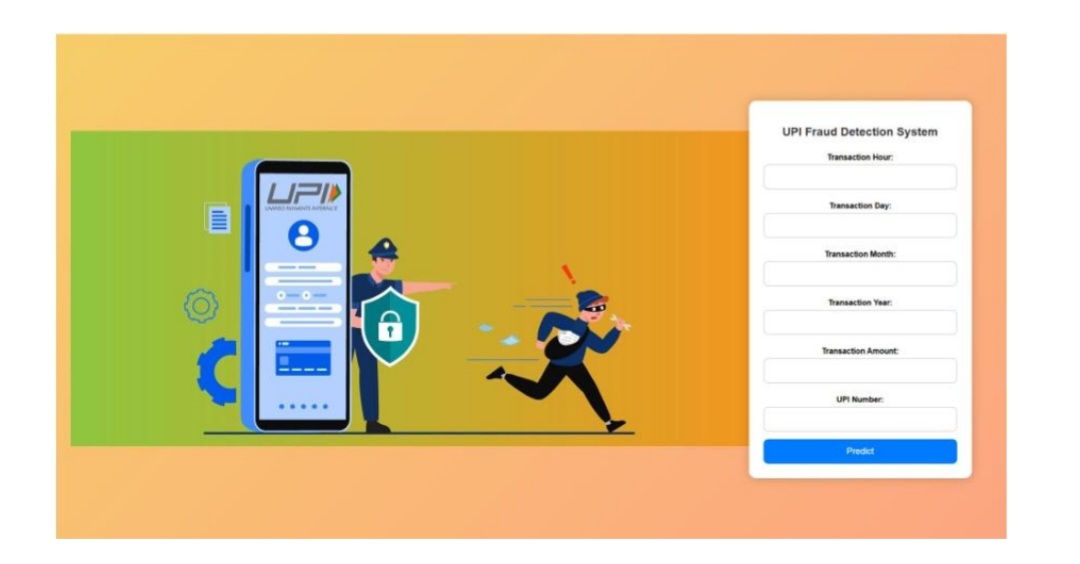 UPI
UNIFIED PAYMENTS INTERFACE
UPI Fraud Detection System
Transaction Hour:
Transaction Day:
Transaction Month:
Transaction Year:
Transaction Amount:
UPI Number:
Predict